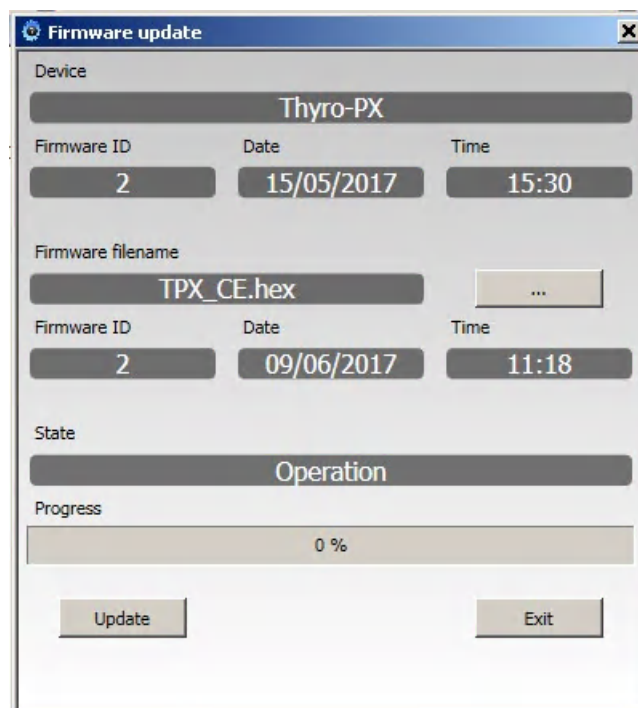 Firmware update
Device
Thyro-PX
Firmware ID Date Time
2 15/05/2017 15:30
Firmware filename
TPX_CE.hex ...
Firmware ID Date Time
2 09/06/2017 11:18
State
Operation
Progress
0 %
Update Exit